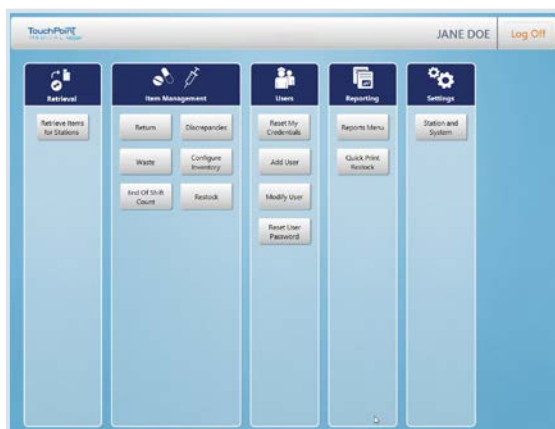 TouchPoint
MEDICAL
JANE DOE
Log Off
Retrieval
Item Management
Users
Reporting
Settings
Retrieve Items
for Stations
Return
Discrepancies
Reset My
Credentials
Reports Menu
Station and
System
Waste
Configure
Inventory
Add User
Quick Print
Restock
End Of Shift
Count
Restock
Modify User
Reset User
Password